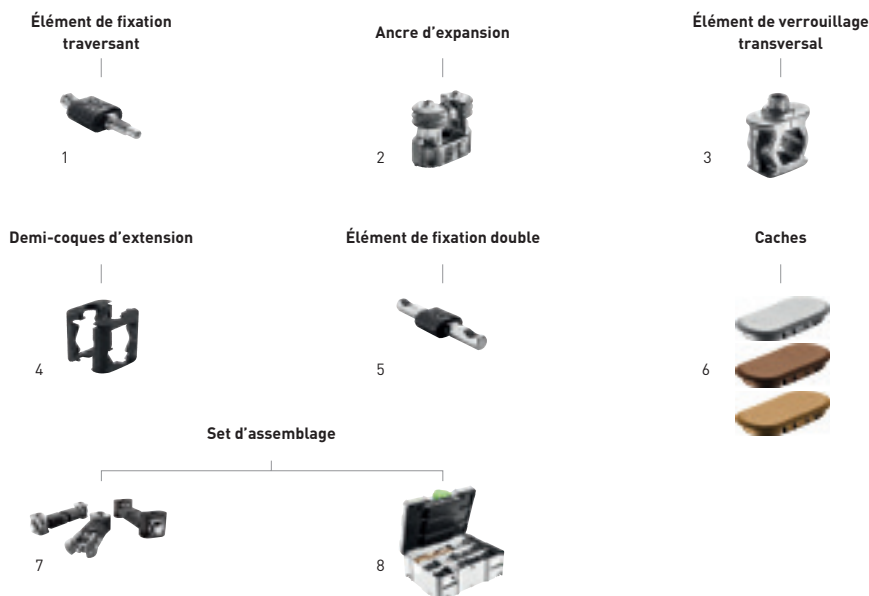 Élément de fixation
traversant
Ancre d'expansion
Élément de verrouillage
transversal
1
2
3
Demi-coques d'extension
Élément de fixation double
Caches
4
5
6
Set d'assemblage
7
8